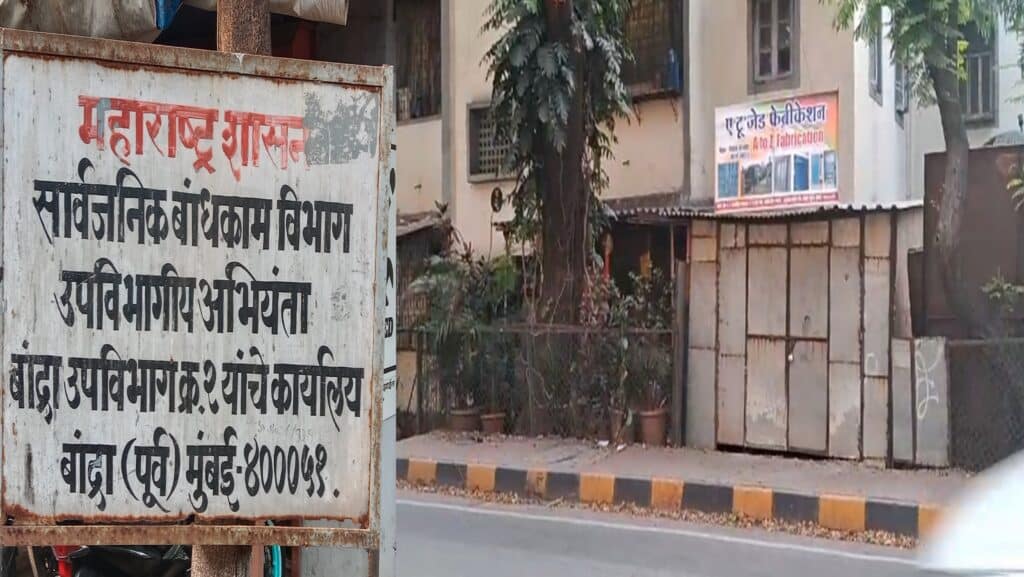 महाराष्ट्र शासन
सार्वजनिक बांधकाम विभाग
उपविभागीय अभियंता
बांद्रा उपविभाग क्र.२ यांचे कार्यालय
बांद्रा (पूर्व) मुंबई-४०००५१.
ए टू जेड फेब्रीकेशन
A to Z Fabrication